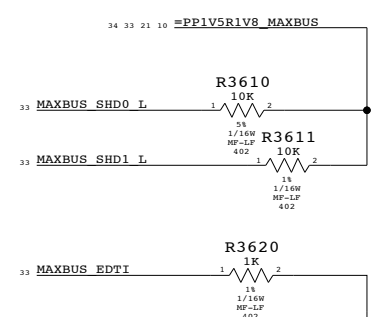 34 33 21 10 =PP1V5R1V8_MAXBUS
R3610
10K
33 MAXBUS_SHD0_L 1 2
5%
1/16W
MF-LF
402
R3611
10K
33 MAXBUS_SHD1_L 1 2
1%
1/16W
MF-LF
402
R3620
1K
33 MAXBUS_EDTI 1 2
1%
1/16W
MF-LF
402